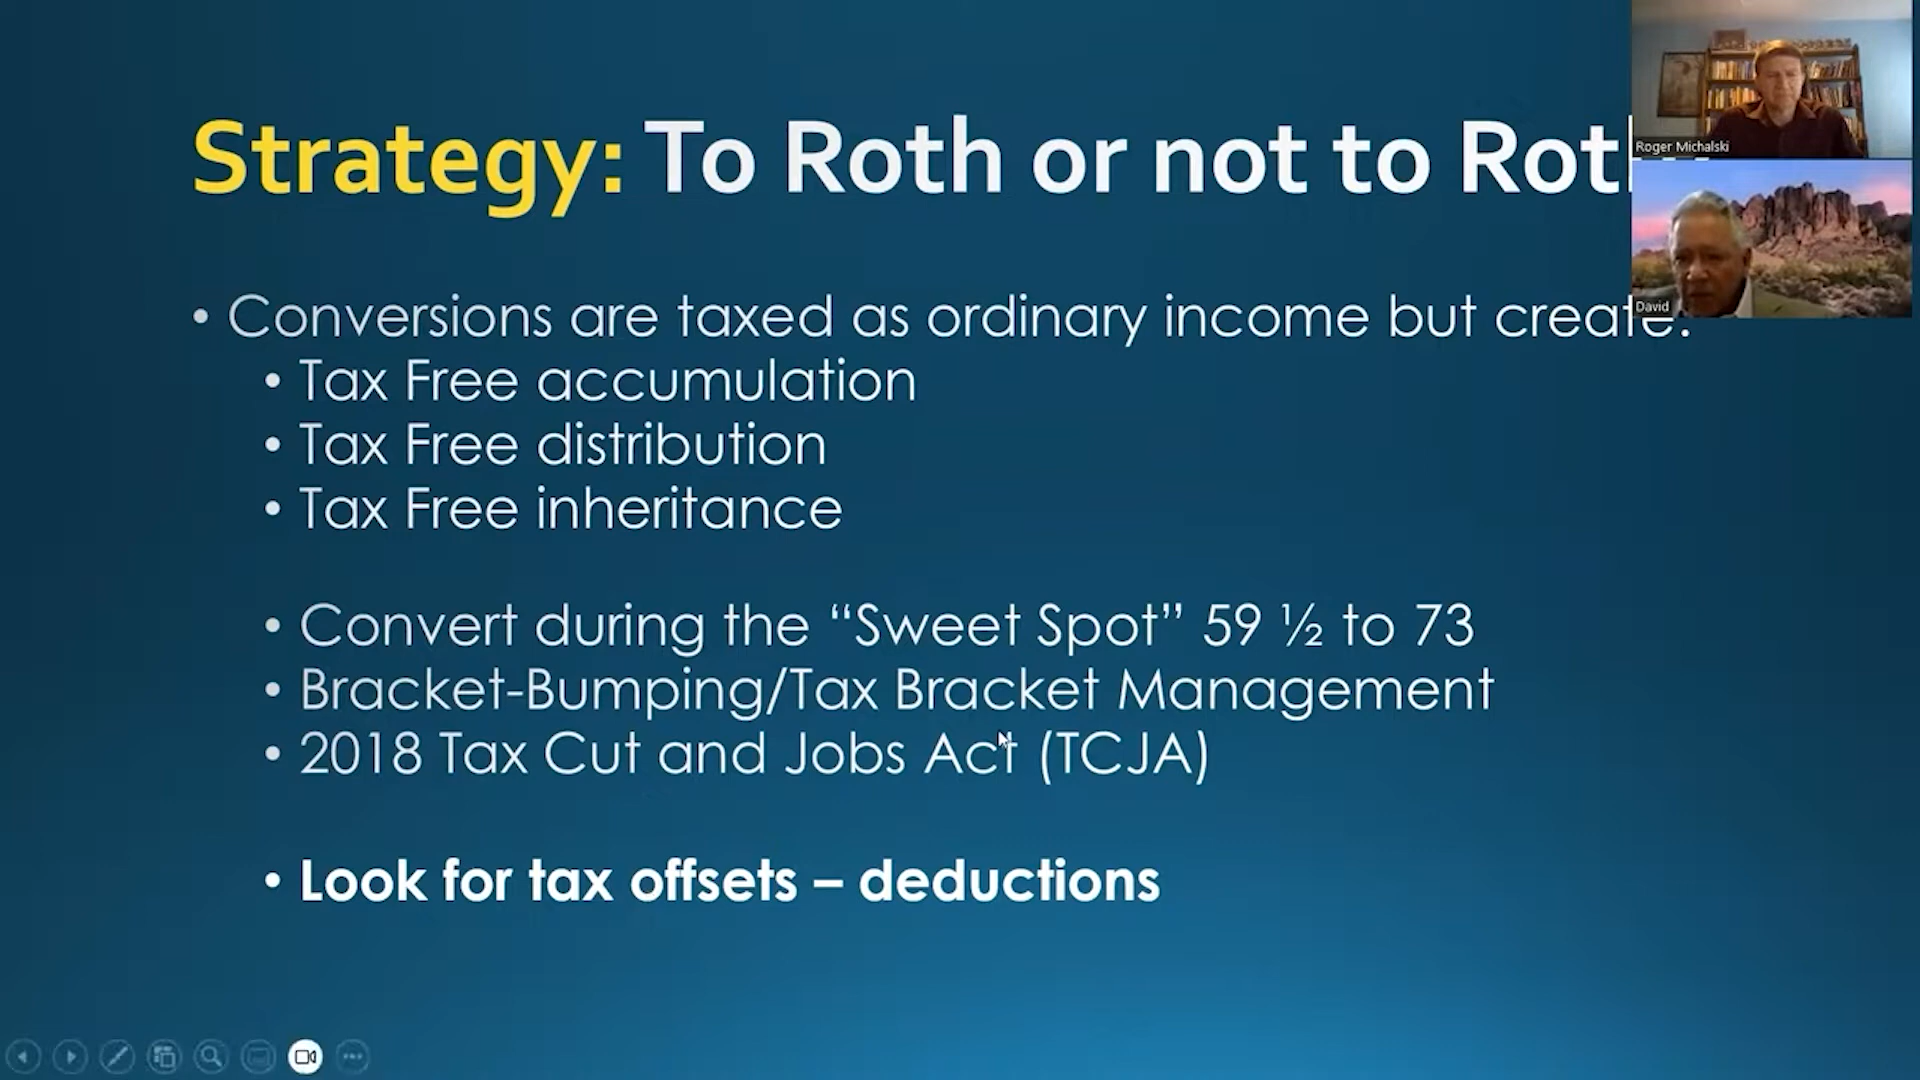 Strategy: To Roth or not to Rot
Roger Michalski
David
• Conversions are taxed as ordinary income but create:
• Tax Free accumulation
• Tax Free distribution
• Tax Free inheritance
• Convert during the “Sweet Spot” 59 ½ to 73
• Bracket-Bumping/Tax Bracket Management
• 2018 Tax Cut and Jobs Act (TCJA)
• Look for tax offsets – deductions